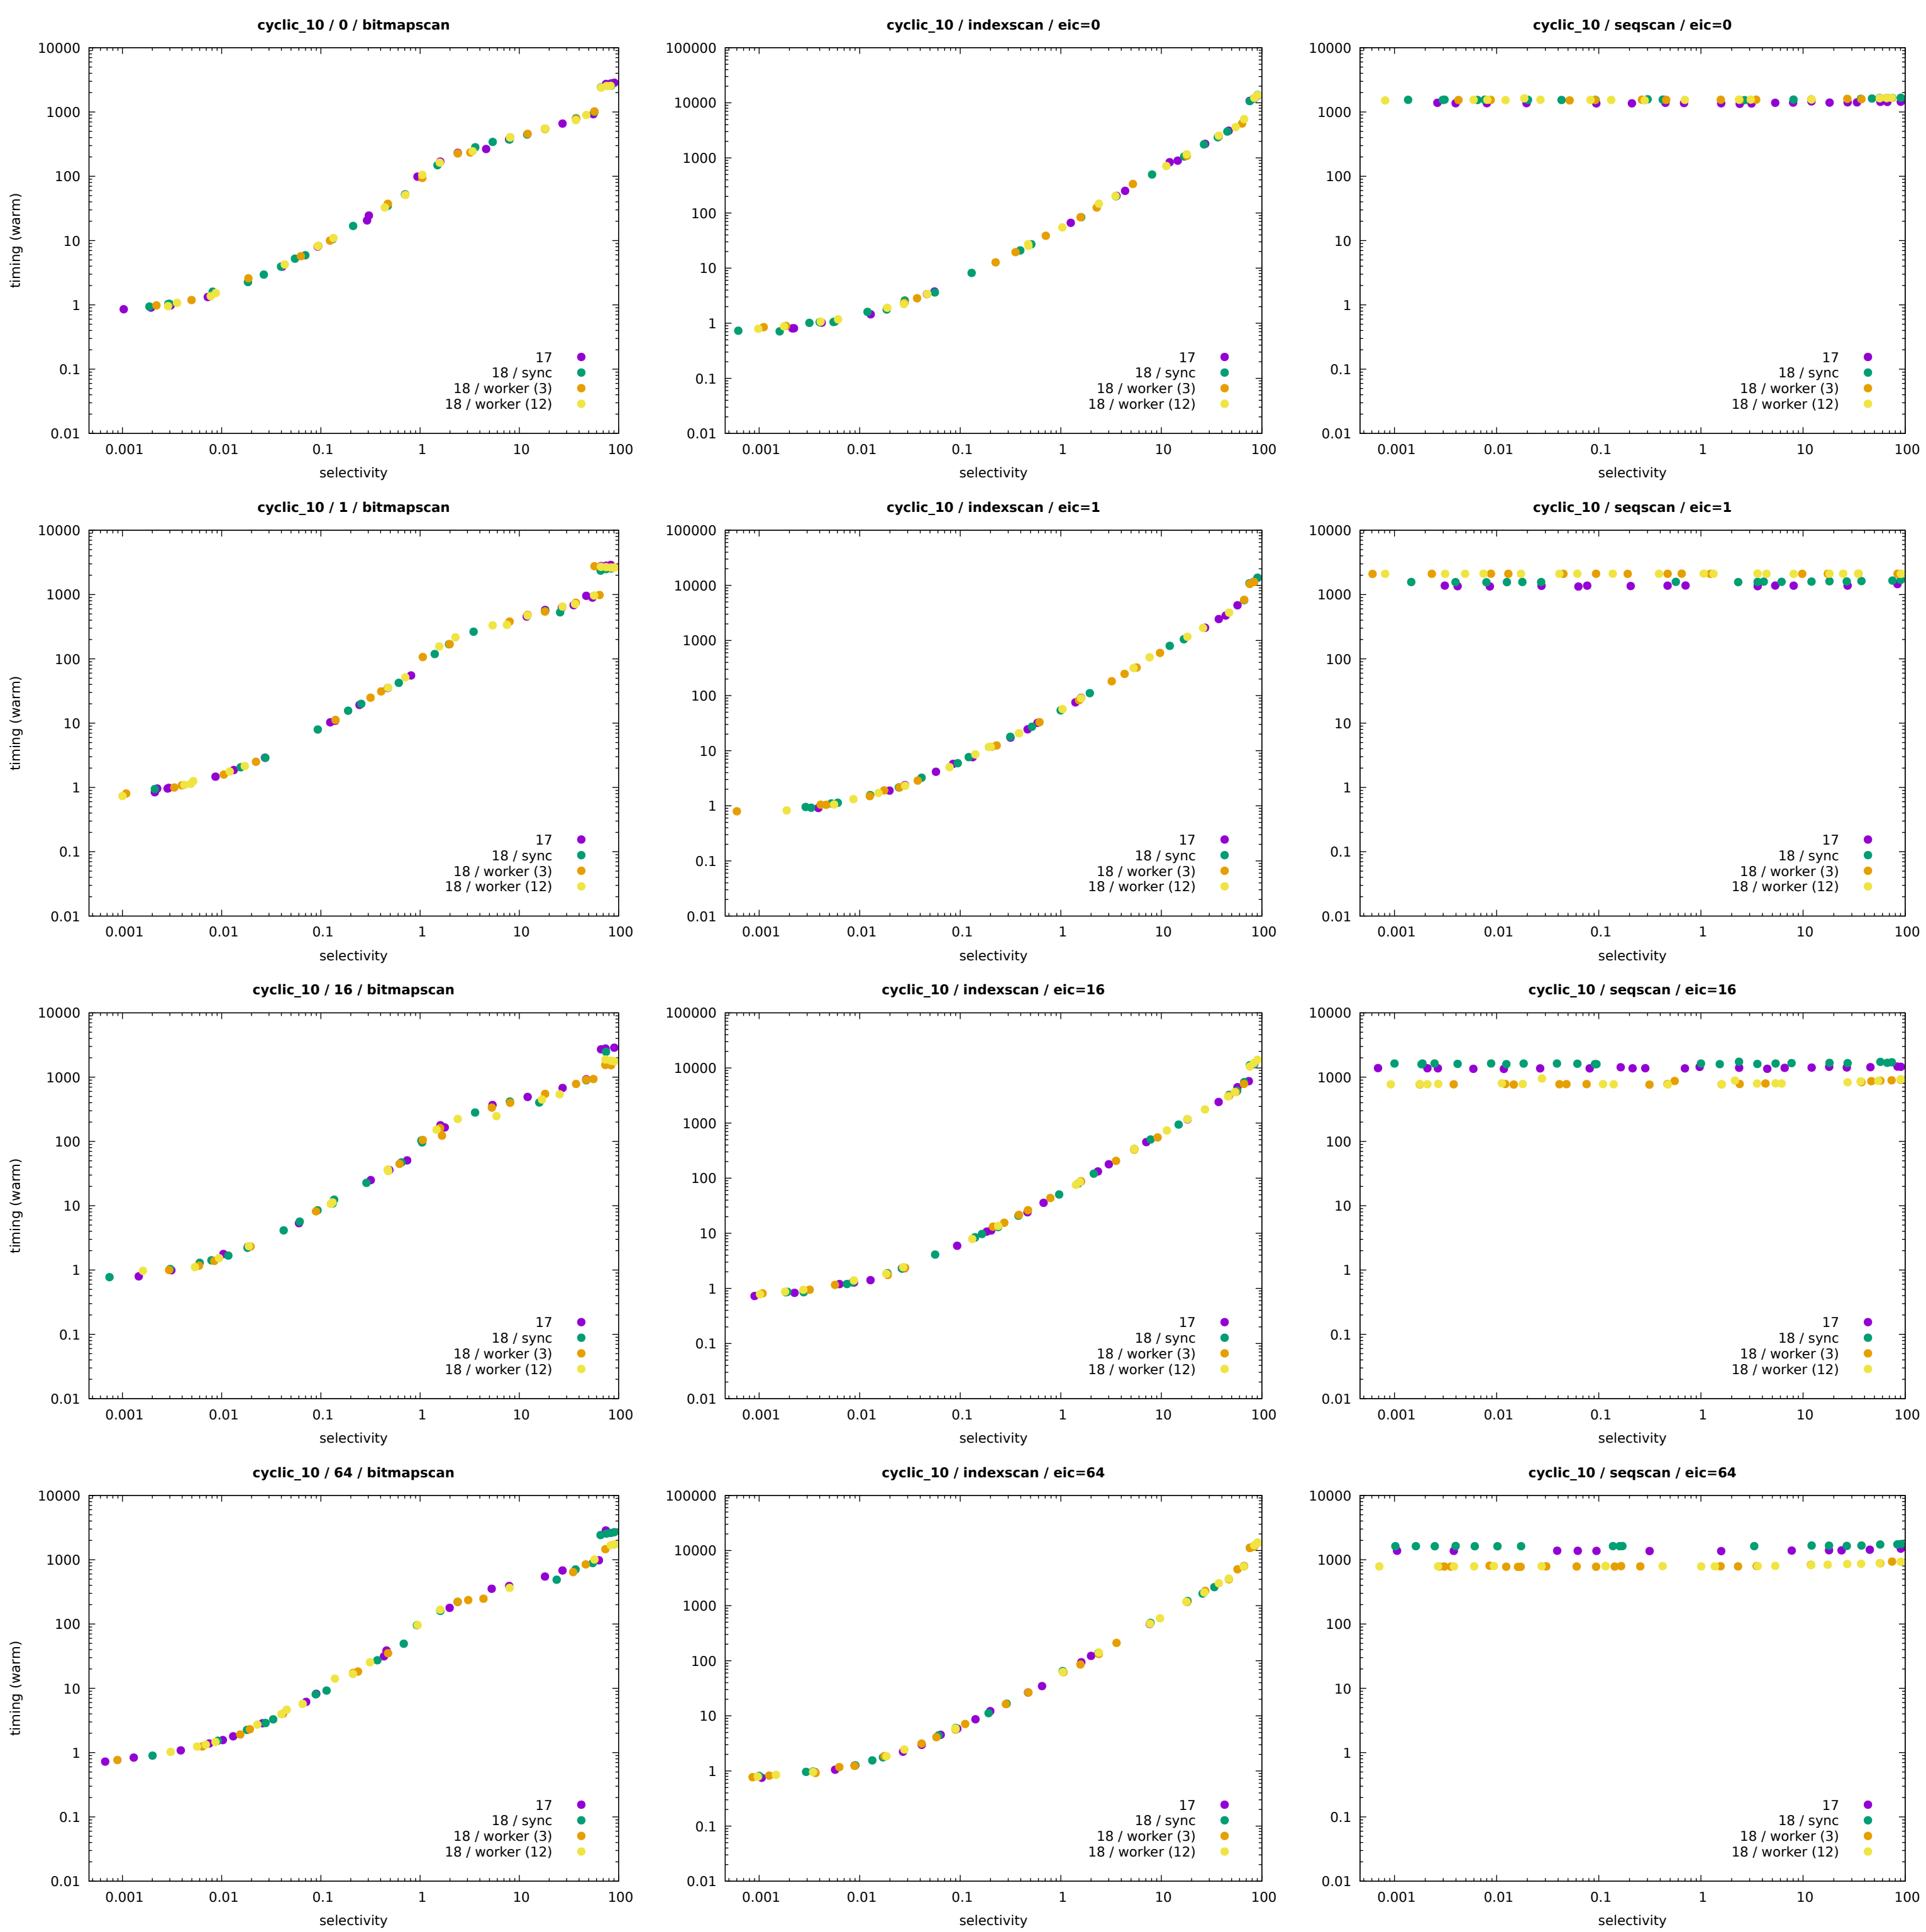 cyclic_10 / 0 / bitmapscan
timing (warm)
10000
1000
100
10
1
0.1
0.01
17
18 / sync
18 / worker (3)
18 / worker (12)
0.001 0.01 0.1 1 10 100
selectivity
cyclic_10 / indexscan / eic=0
100000
10000
1000
100
10
1
0.1
0.01
17
18 / sync
18 / worker (3)
18 / worker (12)
0.001 0.01 0.1 1 10 100
selectivity
cyclic_10 / seqscan / eic=0
10000
1000
100
10
1
0.1
0.01
17
18 / sync
18 / worker (3)
18 / worker (12)
0.001 0.01 0.1 1 10 100
selectivity
cyclic_10 / 1 / bitmapscan
timing (warm)
10000
1000
100
10
1
0.1
0.01
17
18 / sync
18 / worker (3)
18 / worker (12)
0.001 0.01 0.1 1 10 100
selectivity
cyclic_10 / indexscan / eic=1
100000
10000
1000
100
10
1
0.1
0.01
17
18 / sync
18 / worker (3)
18 / worker (12)
0.001 0.01 0.1 1 10 100
selectivity
cyclic_10 / seqscan / eic=1
10000
1000
100
10
1
0.1
0.01
17
18 / sync
18 / worker (3)
18 / worker (12)
0.001 0.01 0.1 1 10 100
selectivity
cyclic_10 / 16 / bitmapscan
timing (warm)
10000
1000
100
10
1
0.1
0.01
17
18 / sync
18 / worker (3)
18 / worker (12)
0.001 0.01 0.1 1 10 100
selectivity
cyclic_10 / indexscan / eic=16
100000
10000
1000
100
10
1
0.1
0.01
17
18 / sync
18 / worker (3)
18 / worker (12)
0.001 0.01 0.1 1 10 100
selectivity
cyclic_10 / seqscan / eic=16
10000
1000
100
10
1
0.1
0.01
17
18 / sync
18 / worker (3)
18 / worker (12)
0.001 0.01 0.1 1 10 100
selectivity
cyclic_10 / 64 / bitmapscan
timing (warm)
10000
1000
100
10
1
0.1
0.01
17
18 / sync
18 / worker (3)
18 / worker (12)
0.001 0.01 0.1 1 10 100
selectivity
cyclic_10 / indexscan / eic=64
100000
10000
1000
100
10
1
0.1
0.01
17
18 / sync
18 / worker (3)
18 / worker (12)
0.001 0.01 0.1 1 10 100
selectivity
cyclic_10 / seqscan / eic=64
10000
1000
100
10
1
0.1
0.01
17
18 / sync
18 / worker (3)
18 / worker (12)
0.001 0.01 0.1 1 10 100
selectivity